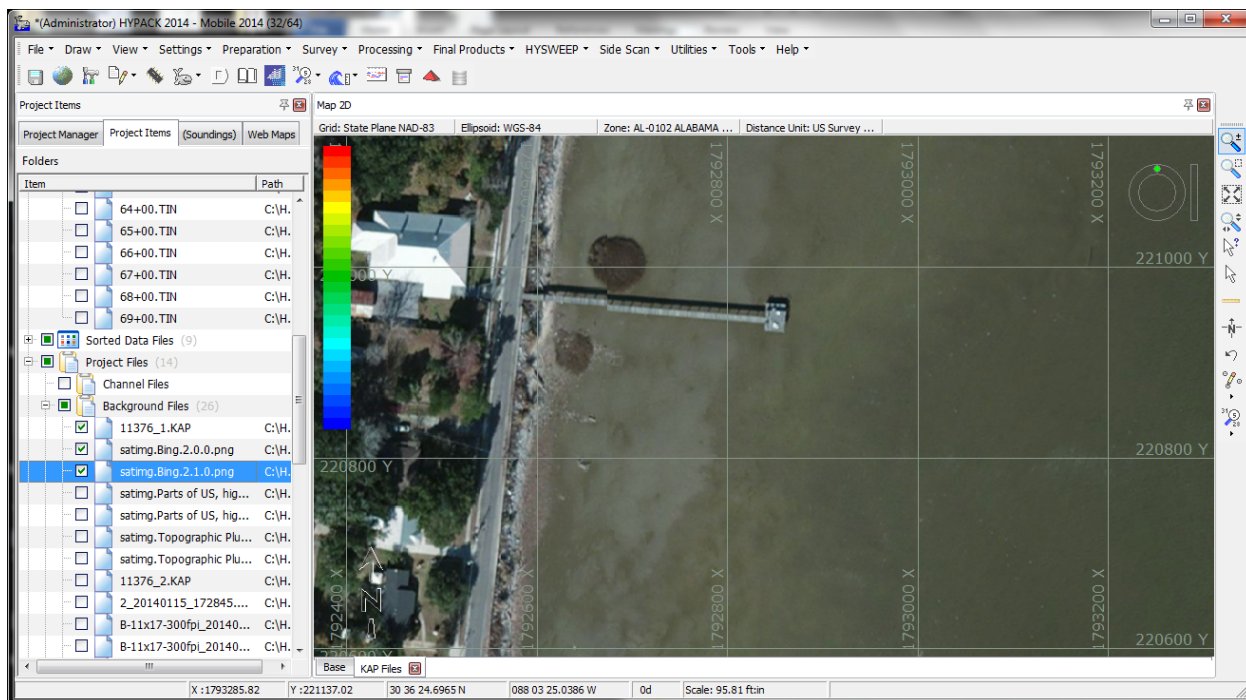 *(Administrator) HYPACK 2014 - Mobile 2014 (32/64)
File Draw View Settings Preparation Survey Processing Final Products HYSWEEP Side Scan Utilities Tools Help
Project Items
Project Manager Project Items (Soundings) Web Maps
Folders
Item Path
64+00.TIN C:\H.
65+00.TIN C:\H.
66+00.TIN C:\H.
67+00.TIN C:\H.
68+00.TIN C:\H.
69+00.TIN C:\H.
Sorted Data Files (9)
Project Files (14)
Channel Files
Background Files (26)
11376_1.KAP C:\H.
satimg.Bing.2.0.0.png C:\H.
satimg.Bing.2.1.0.png C:\H.
satimg.Parts of US, hig... C:\H.
satimg.Parts of US, hig... C:\H.
satimg.Topographic Plu... C:\H.
satimg.Topographic Plu... C:\H.
11376_2.KAP C:\H.
2_20140115_172845.... C:\H.
B-11x17-300fpi_20140... C:\H.
B-11x17-300fpi_20140... C:\H.
Map 2D
Grid: State Plane NAD-83 Ellipsoid: WGS-84 Zone: AL-0102 ALABAMA ... Distance Unit: US Survey ...
1792800 X
1793000 X
1793200 X
221000 Y
220800 Y
220800 Y
1792400 X
1792600 X
1792800 X
1793000 X
1793200 X
220600 Y
N
Base KAP Files
X :1793285.82 Y :221137.02 30 36 24.6965 N 088 03 25.0386 W 0d Scale: 95.81 ft:in